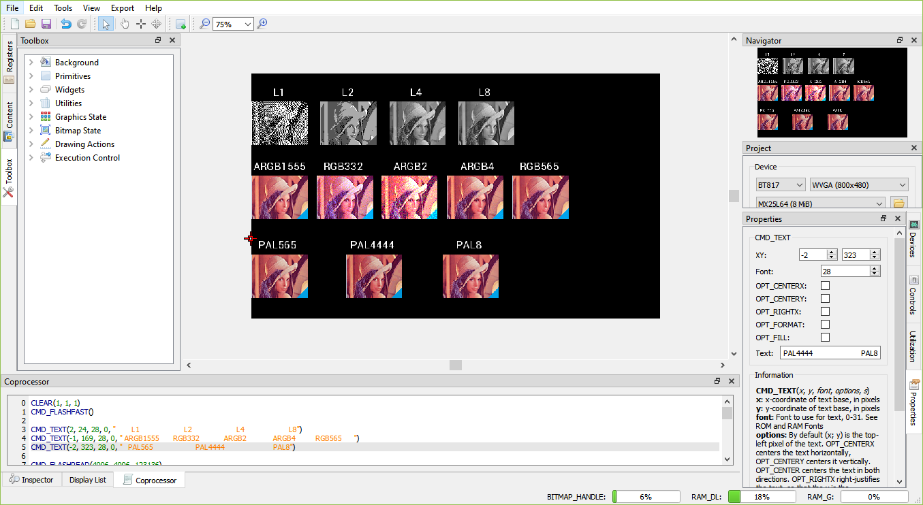 File Edit Tools View Export Help
75%
Toolbox
Registers
Content
Toolbox
Background
Primitives
Widgets
Utilities
Graphics State
Bitmap State
Drawing Actions
Execution Control
L1 L2 L4 L8
ARGB1555 RGB332 ARGB2 ARGB4 RGB565
PAL565 PAL4444 PAL8
Navigator
L1 L2 L4 L8
Project
Device
BT817 WVGA (800x480)
MX25L64 (8 MiB)
Properties
CMD_TEXT
XY: -2 323
Font: 28
OPT_CENTERX:
OPT_CENTERY:
OPT_RIGHTX:
OPT_FORMAT:
OPT_FILL:
Text: PAL4444 PAL8
Information
CMD_TEXT(x, y, font, options, s)
x: x-coordinate of text base, in pixels
y: y-coordinate of text base, in pixels
font: Font to use for text, 0-31. See
ROM and RAM Fonts
options: By default (x; y) is the top-
left pixel of the text. OPT_CENTERX
centers the text horizontally,
OPT_CENTERY centers it vertically.
OPT_CENTER centers the text in both
directions. OPT_RIGHTX right-justifies
Devices
Controls
Utilization
Properties
Coprocessor
0 CLEAR(1, 1, 1)
1 CMD_FLASHFAST()
2
3 CMD_TEXT(2, 24, 28, 0, " L1 L2 L4 L8")
4 CMD_TEXT(-1, 169, 28, 0, " ARGB1555 RGB332 ARGB2 ARGB4 RGB565 ")
5 CMD_TEXT(-2, 323, 28, 0, " PAL565 PAL4444 PAL8")
6
Inspector Display List Coprocessor
BITMAP_HANDLE: 6% RAM_DL: 18% RAM_G: 0%